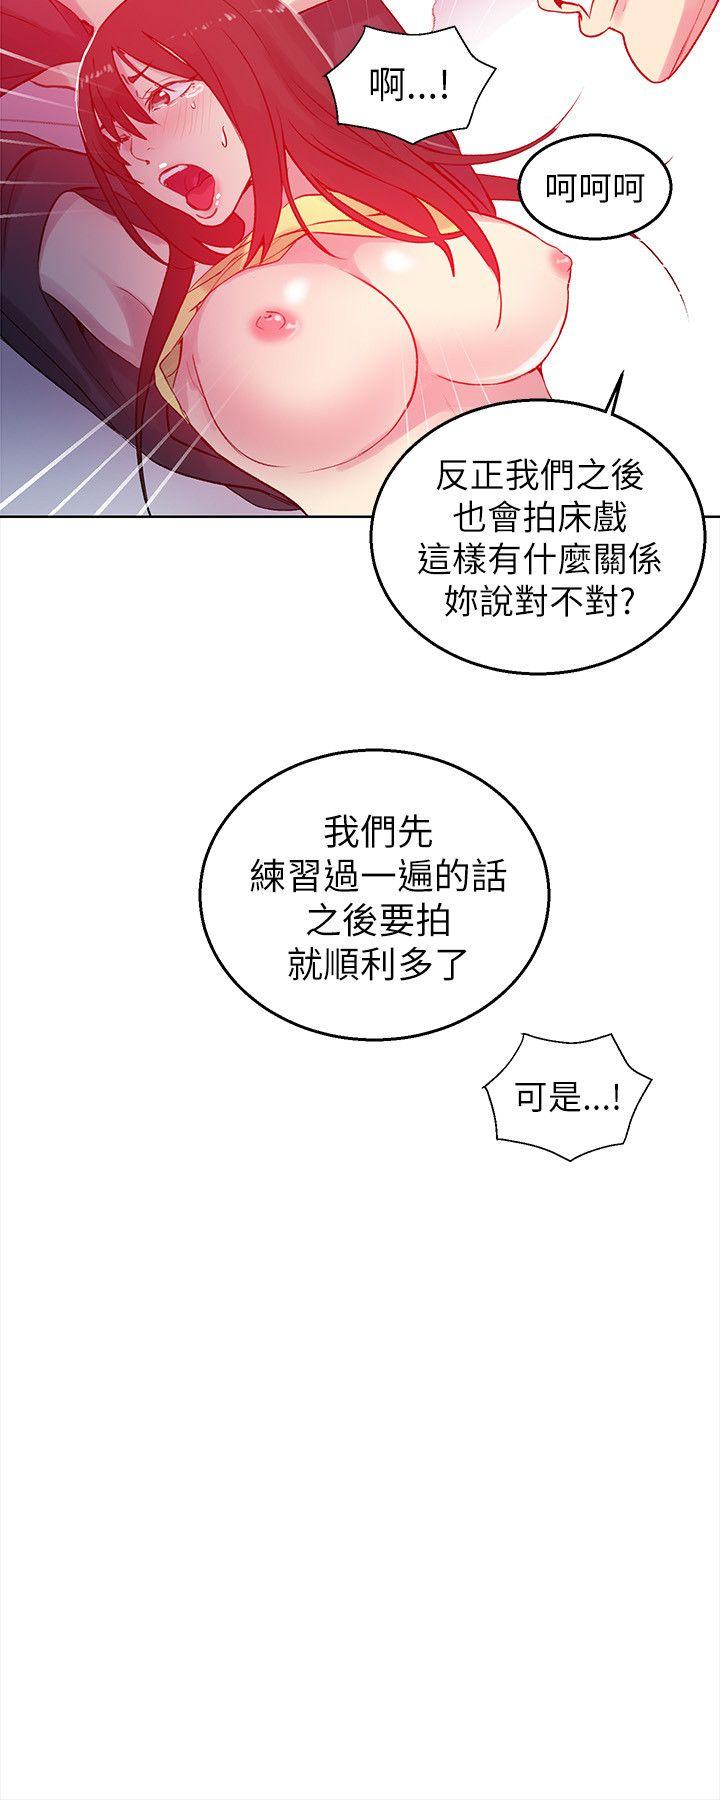 啊...!
呵呵呵
反正我們之後
也會拍床戲
這樣有什麼關係
妳說對不對?
我們先
練習過一遍的話
之後要拍
就順利多了
可是...!